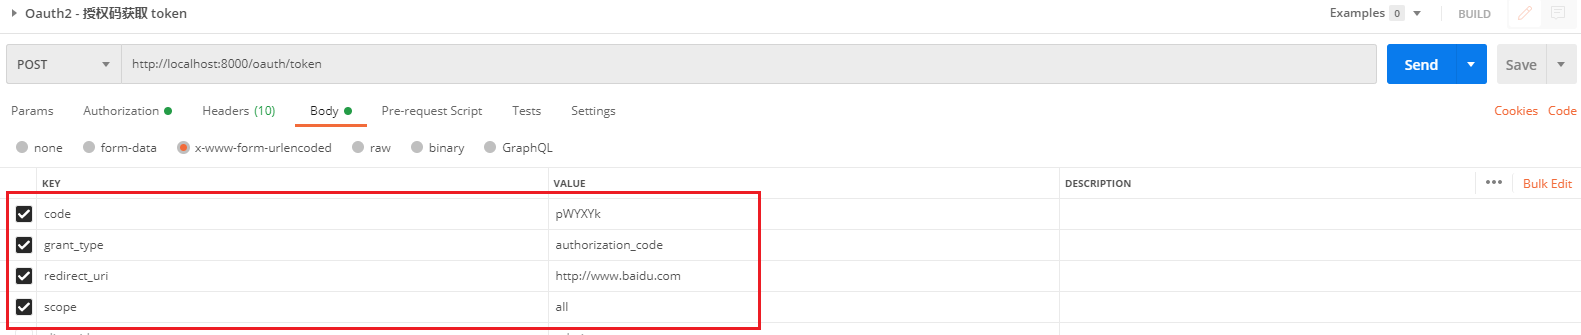 Oauth2 - 授权码获取 token
Examples 0 BUILD
POST http://localhost:8000/oauth/token Send Save
Params Authorization Headers (10) Body Pre-request Script Tests Settings Cookies Code
none form-data x-www-form-urlencoded raw binary GraphQL
KEY VALUE DESCRIPTION ••• Bulk Edit
code pWYXYk
grant_type authorization_code
redirect_uri http://www.baidu.com
scope all